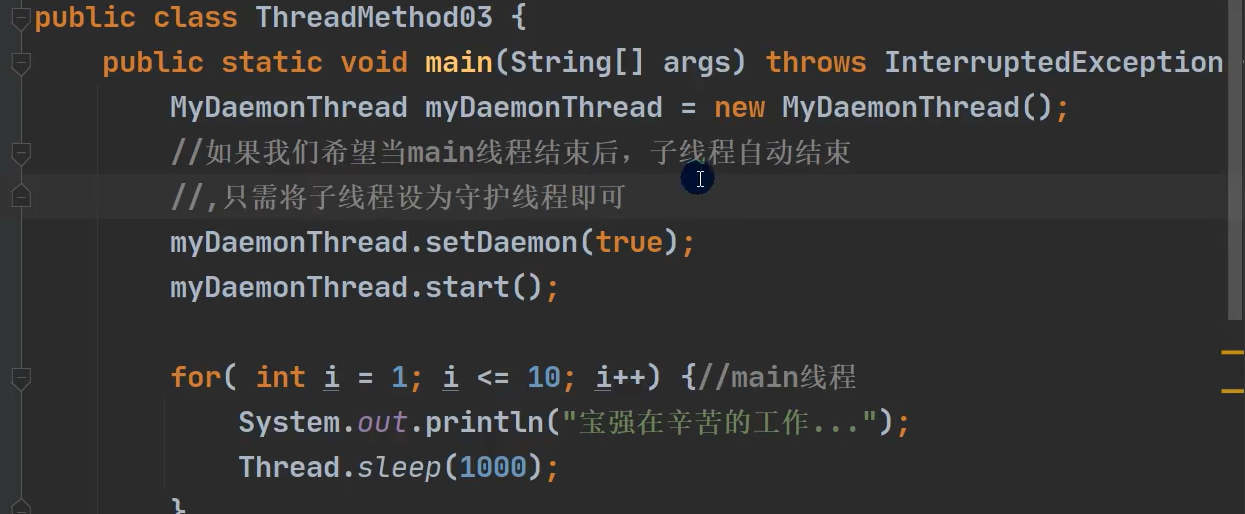 public class ThreadMethod03 {
public static void main(String[] args) throws InterruptedException
MyDaemonThread myDaemonThread = new MyDaemonThread();
//如果我们希望当main线程结束后，子线程自动结束
//,只需将子线程设为守护线程即可
myDaemonThread.setDaemon(true);
myDaemonThread.start();
for( int i = 1; i <= 10; i++) {//main线程
System.out.println("宝强在辛苦的工作...");
Thread.sleep(1000);
}